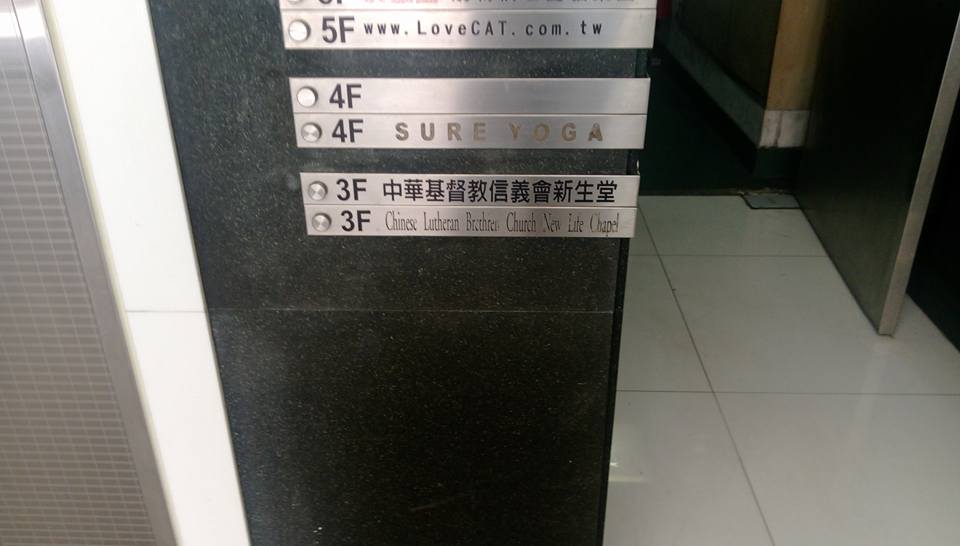 5F www.LoveCAT.com.tw
4F
4F SURE YOGA
3F 中華基督教信義會新生堂
3F Chinese Lutheran Brethren Church New Life Chapel